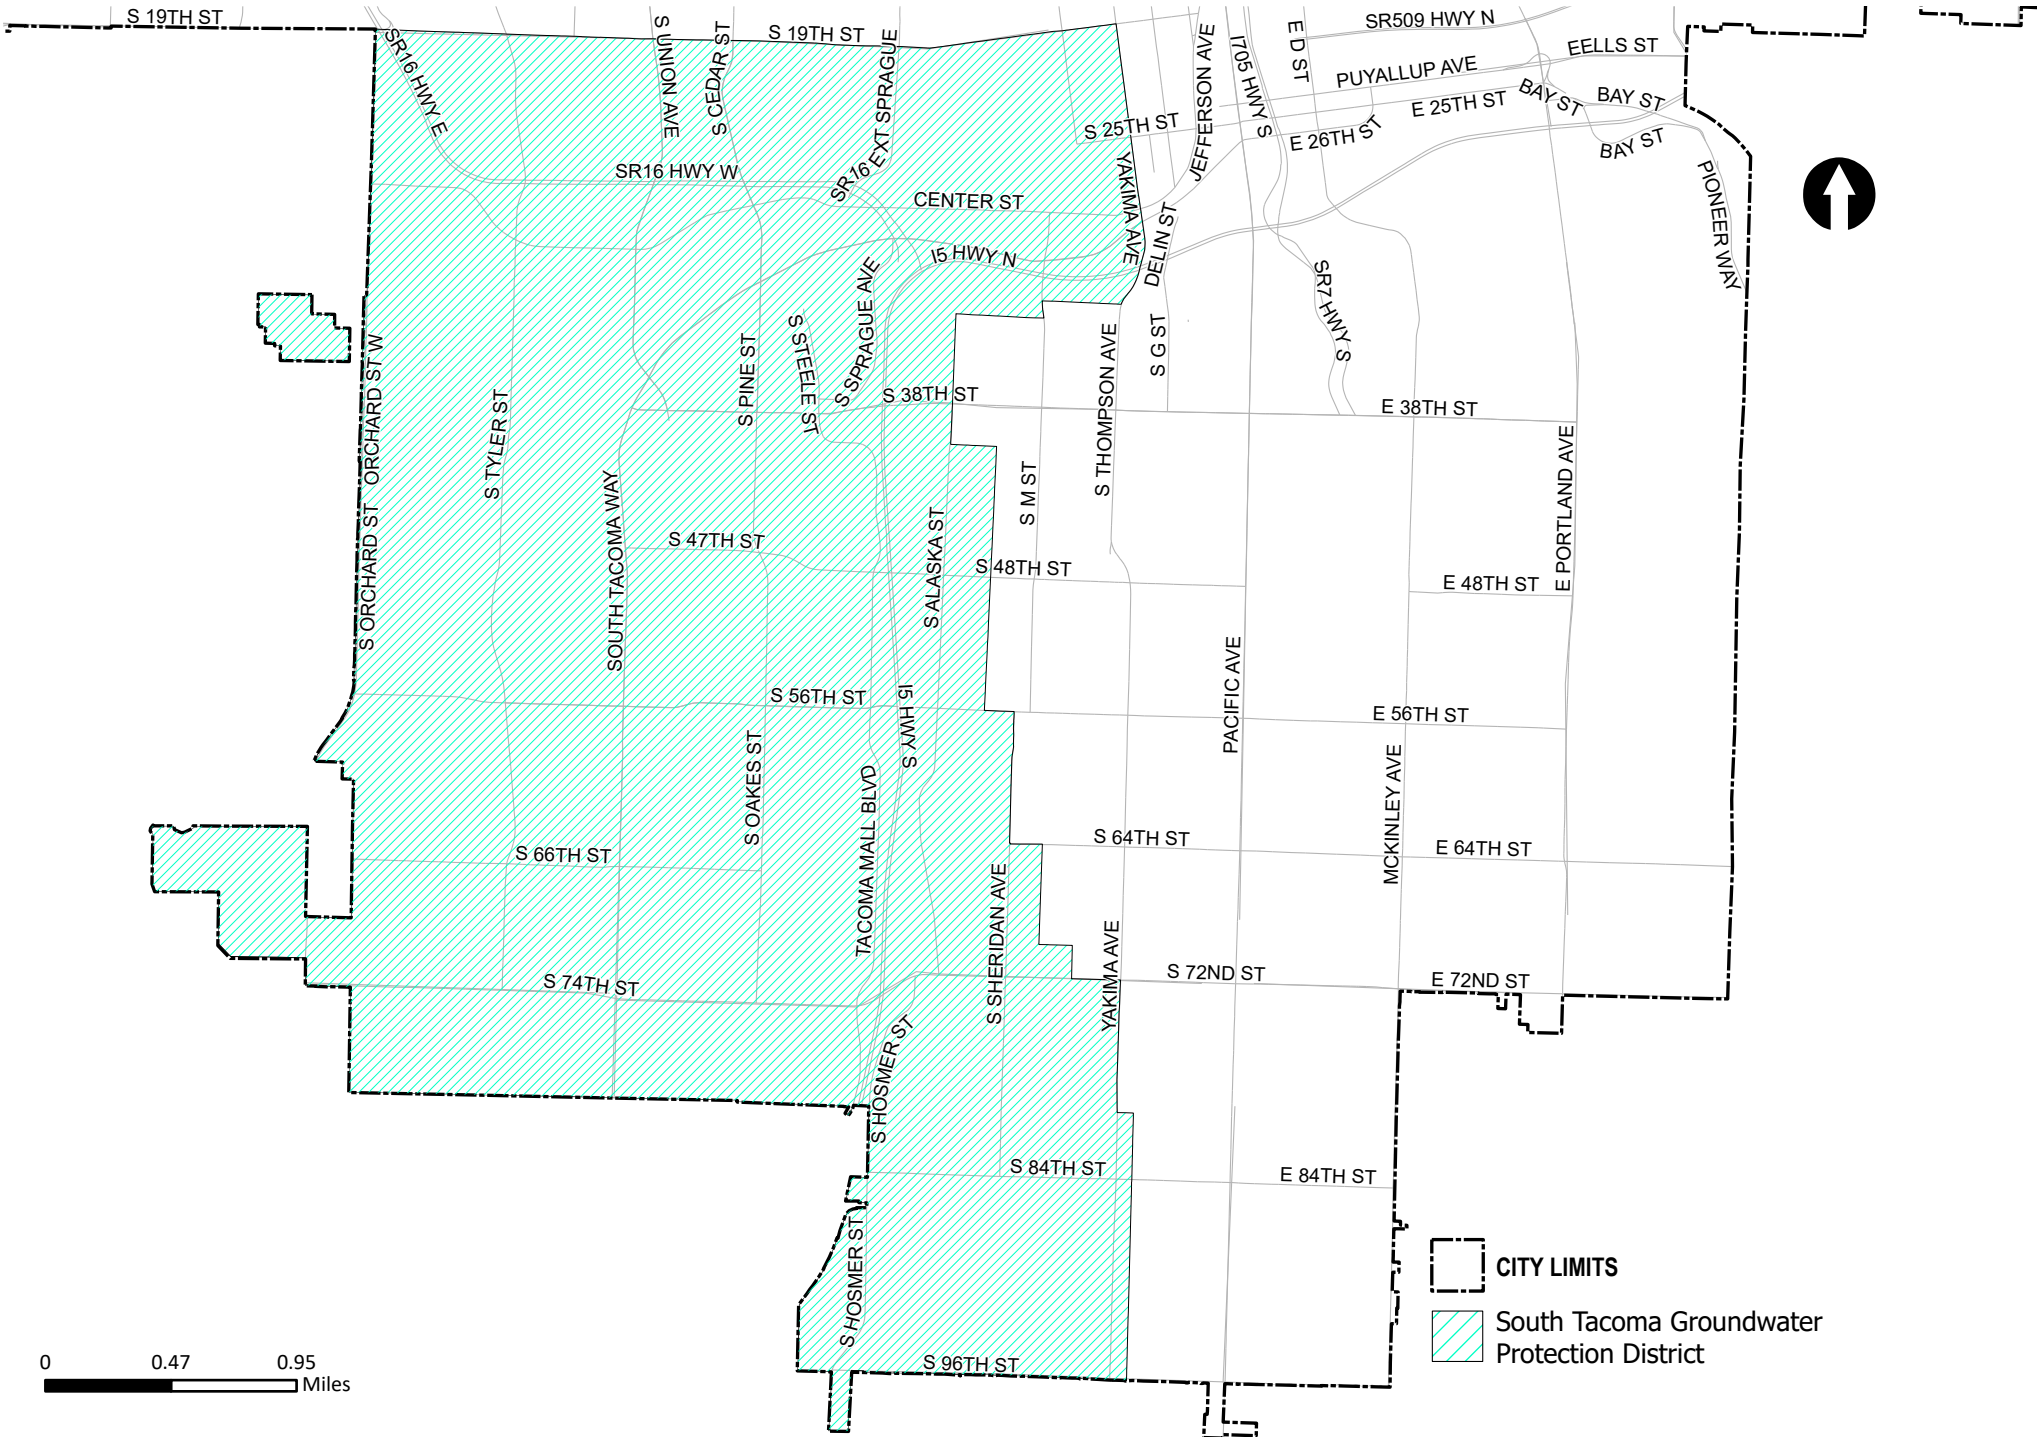 S 19TH ST
SR509 HWY N
S 19TH ST
EELLS ST
SR16 HWY E
S UNION AVE
S CEDAR ST
SR16 EXT SPRAGUE
JEFFERSON AVE
I705 HWY S
E D ST
PUYALLUP AVE
BAY ST
BAY ST
E 25TH ST
S 25TH ST
E 26TH ST
BAY ST
SR16 HWY W
CENTER ST
YAKIMA AVE
DELIN ST
PIONEER WAY
I5 HWY N
SR7 HWY S
S SPRAGUE AVE
S STEELE ST
S PINE ST
ORCHARD ST W
S THOMPSON AVE
S G ST
S 38TH ST
E 38TH ST
S TYLER ST
S M ST
E PORTLAND AVE
S ORCHARD ST
SOUTH TACOMA WAY
S 47TH ST
S ALASKA ST
S 48TH ST
E 48TH ST
PACIFIC AVE
S 56TH ST
I5 HWY S
E 56TH ST
S OAKES ST
TACOMA MALL BLVD
MCKINLEY AVE
S 64TH ST
E 64TH ST
S 66TH ST
S SHERIDAN AVE
YAKIMA AVE
S 72ND ST
E 72ND ST
S 74TH ST
S HOSMER ST
S 84TH ST
E 84TH ST
S HOSMER ST
S 96TH ST
CITY LIMITS
South Tacoma Groundwater
Protection District
0 0.47 0.95
Miles